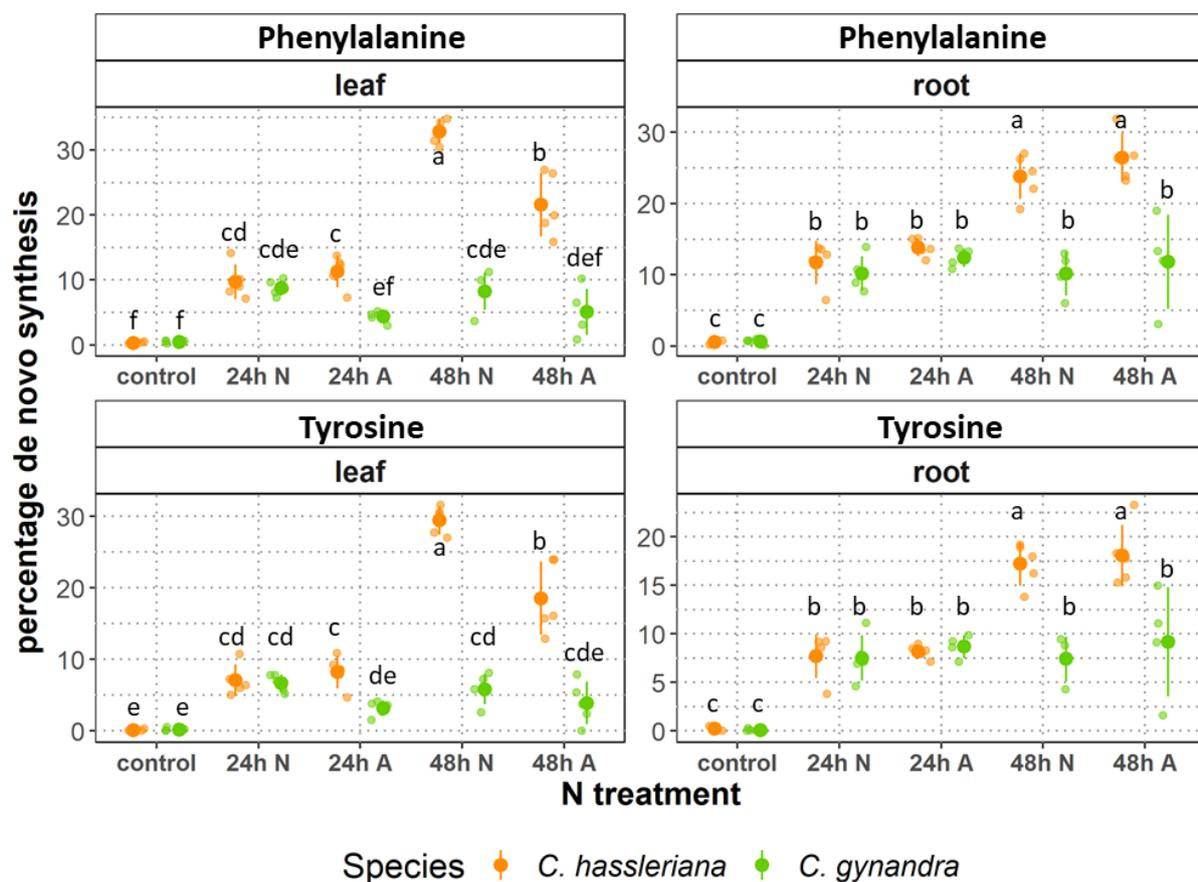 Phenylalanine
leaf
30
20
10
0
f
f
cd
cde
c
ef
a
cde
b
def
control
24h N
24h A
48h N
48h A
Phenylalanine
root
30
20
10
0
c
c
b
b
b
b
a
b
a
b
control
24h N
24h A
48h N
48h A
percentage de novo synthesis
Tyrosine
leaf
30
20
10
0
e
e
cd
cd
c
de
a
cd
b
cde
control
24h N
24h A
48h N
48h A
Tyrosine
root
20
15
10
5
0
c
c
b
b
b
b
a
b
a
b
control
24h N
24h A
48h N
48h A
N treatment
Species C. hassleriana C. gynandra